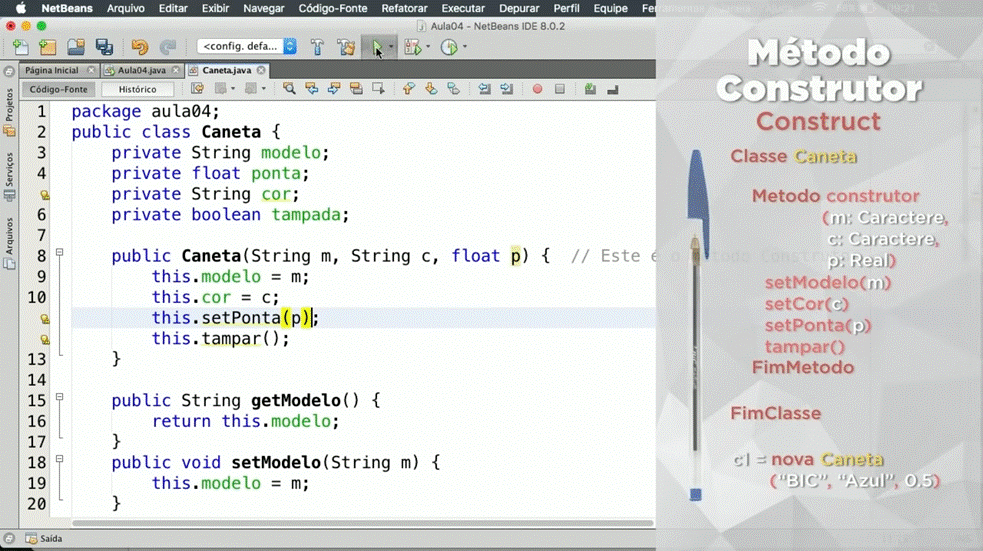 NetBeans Arquivo Editar Exibir Navegar Código-Fonte Refatorar Executar Depurar Perfil Equipe Ferramentas
Aula04 - NetBeans IDE 8.0.2
<config. defa...
Página Inicial Aula04.java Caneta.java
Código-Fonte Histórico
Projetos
Serviços
Arquivos
1 package aula04;
2 public class Caneta {
3 private String modelo;
4 private float ponta;
private String cor;
6 private boolean tampada;
7
8 public Caneta(String m, String c, float p) { // Este é o Método Construtor
9 this.modelo = m;
10 this.cor = c;
this.setPonta(p);
this.tampar();
13 }
14
15 public String getModelo() {
16 return this.modelo;
17 }
18 public void setModelo(String m) {
19 this.modelo = m;
20 }
Saída
Método
Construtor
Construct
Classe Caneta
Metodo construtor
(m: Caractere,
c: Caractere,
p: Real)
setModelo(m)
setCor(c)
setPonta(p)
tampar()
FimMetodo
FimClasse
c1 = nova Caneta
("BIC", "Azul", 0.5)